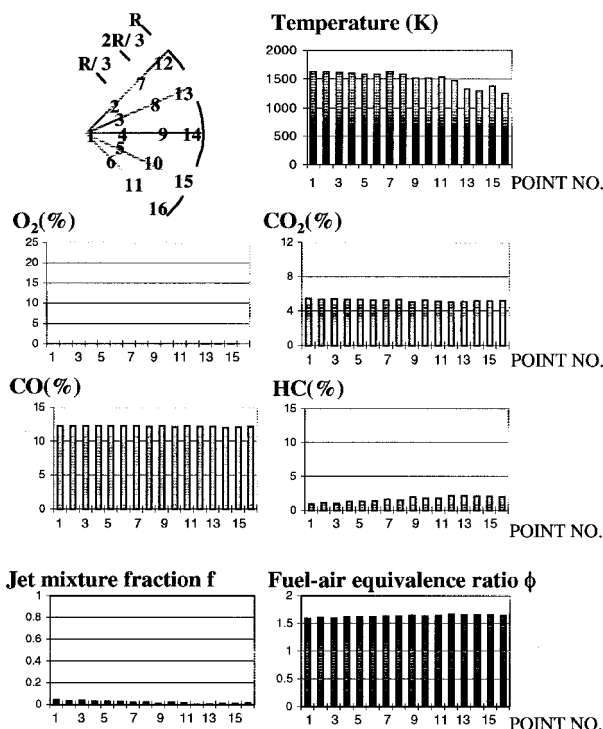 R
2R/ 3
R/ 3
12
7
13
2
8
3
1
4
9
14
5
6
10
11
15
16
Temperature (K)
2000
1500
1000
500
0
1 3 5 7 9 11 13 15 POINT NO.
O₂(%)
25
20
15
10
5
0
1 3 5 7 9 11 13 15
CO₂(%)
12
8
4
0
1 3 5 7 9 11 13 15 POINT NO.
CO(%)
15
10
5
0
1 3 5 7 9 11 13 15
HC(%)
15
10
5
0
1 3 5 7 9 11 13 15 POINT NO.
Jet mixture fraction f
1
0.8
0.6
0.4
0.2
0
1 3 5 7 9 11 13 15
Fuel-air equivalence ratio ϕ
2
1.5
1
0.5
0
1 3 5 7 9 11 13 15 POINT NO.